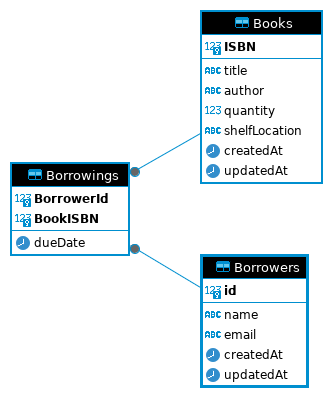 Books
123 ISBN
ABC title
ABC author
123 quantity
ABC shelfLocation
createdAt
updatedAt
Borrowings
123 BorrowerId
123 BookISBN
dueDate
Borrowers
123 id
ABC name
ABC email
createdAt
updatedAt